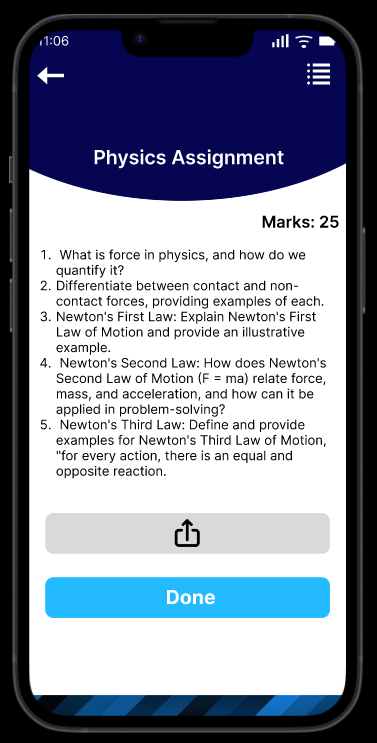 11:06
Physics Assignment
Marks: 25
1. What is force in physics, and how do we
quantify it?
2. Differentiate between contact and non-
contact forces, providing examples of each.
3. Newton's First Law: Explain Newton's First
Law of Motion and provide an illustrative
example.
4. Newton's Second Law: How does Newton's
Second Law of Motion (F = ma) relate force,
mass, and acceleration, and how can it be
applied in problem-solving?
5. Newton's Third Law: Define and provide
examples for Newton's Third Law of Motion,
"for every action, there is an equal and
opposite reaction.
Done